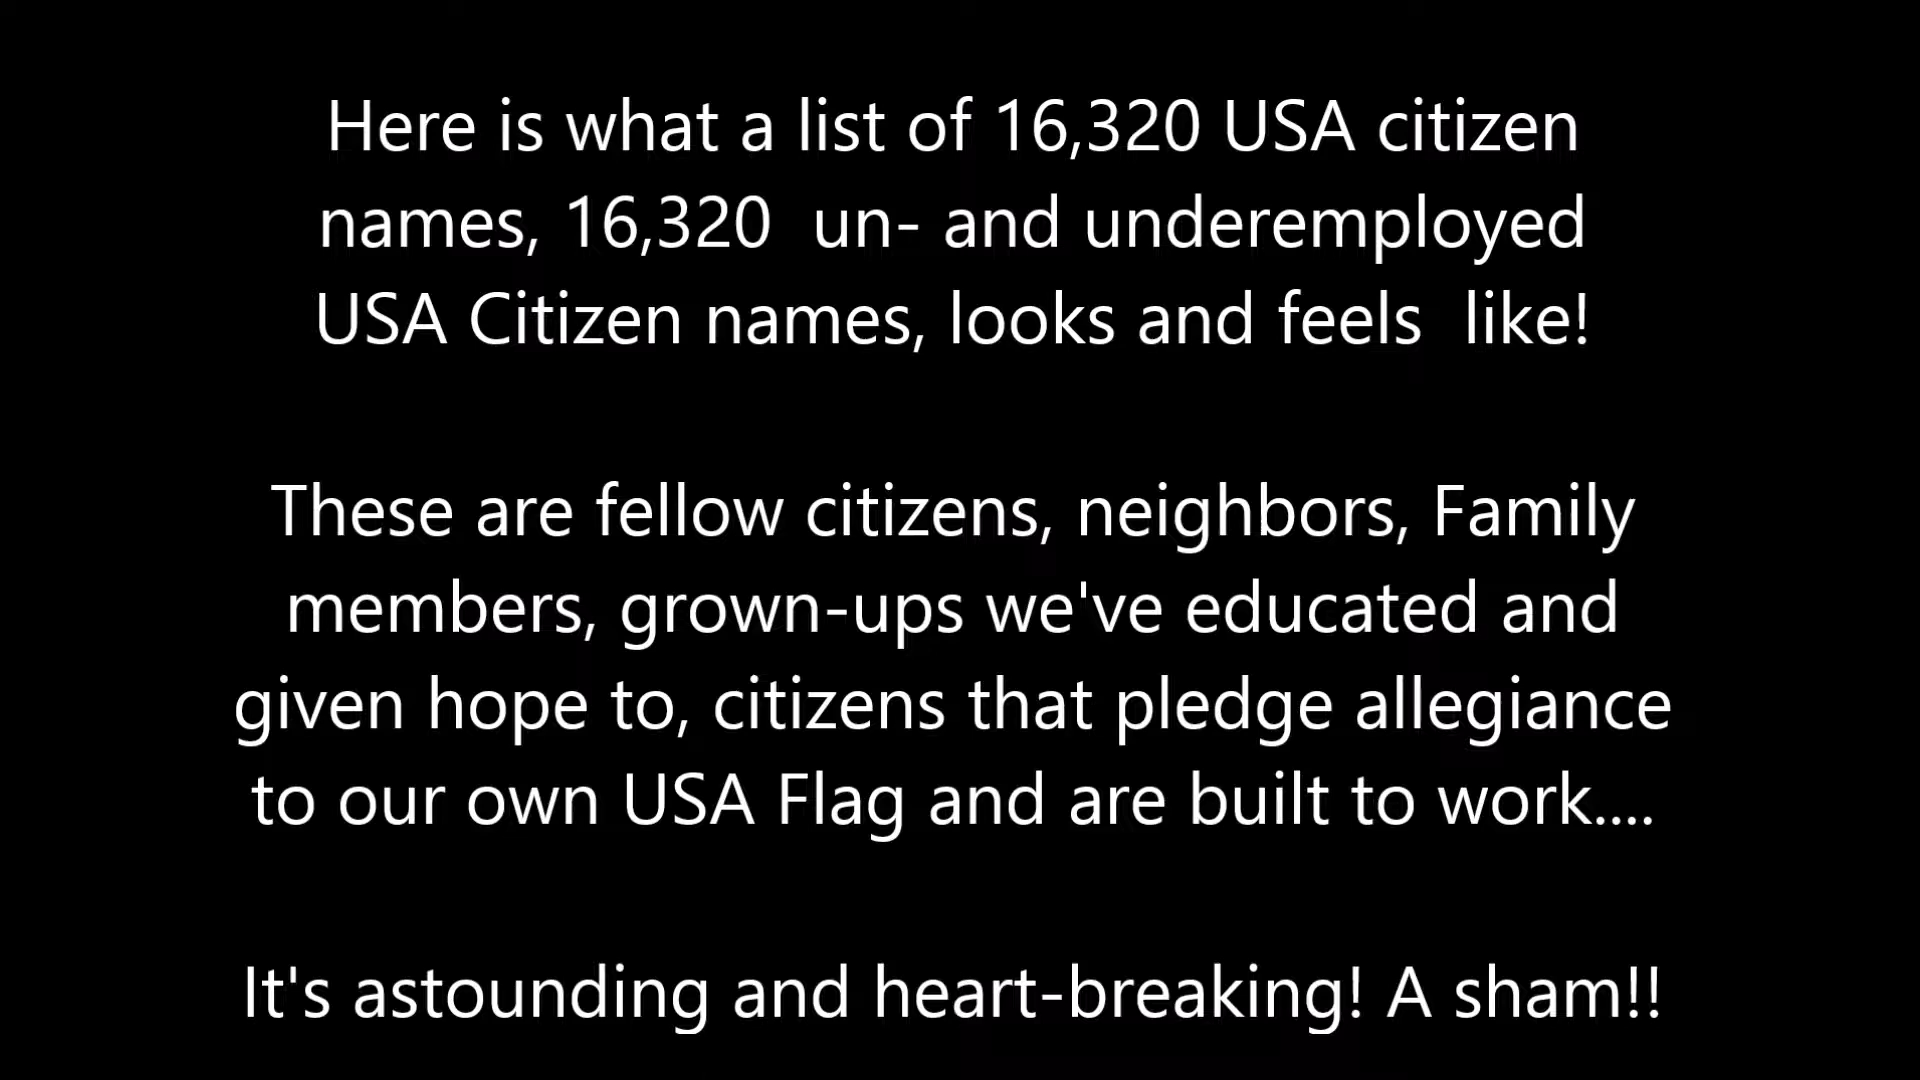 Here is what a list of 16,320 USA citizen
names, 16,320  un- and underemployed
USA Citizen names, looks and feels  like!
These are fellow citizens, neighbors, Family
members, grown-ups we've educated and
given hope to, citizens that pledge allegiance
to our own USA Flag and are built to work....
It's astounding and heart-breaking! A sham!!